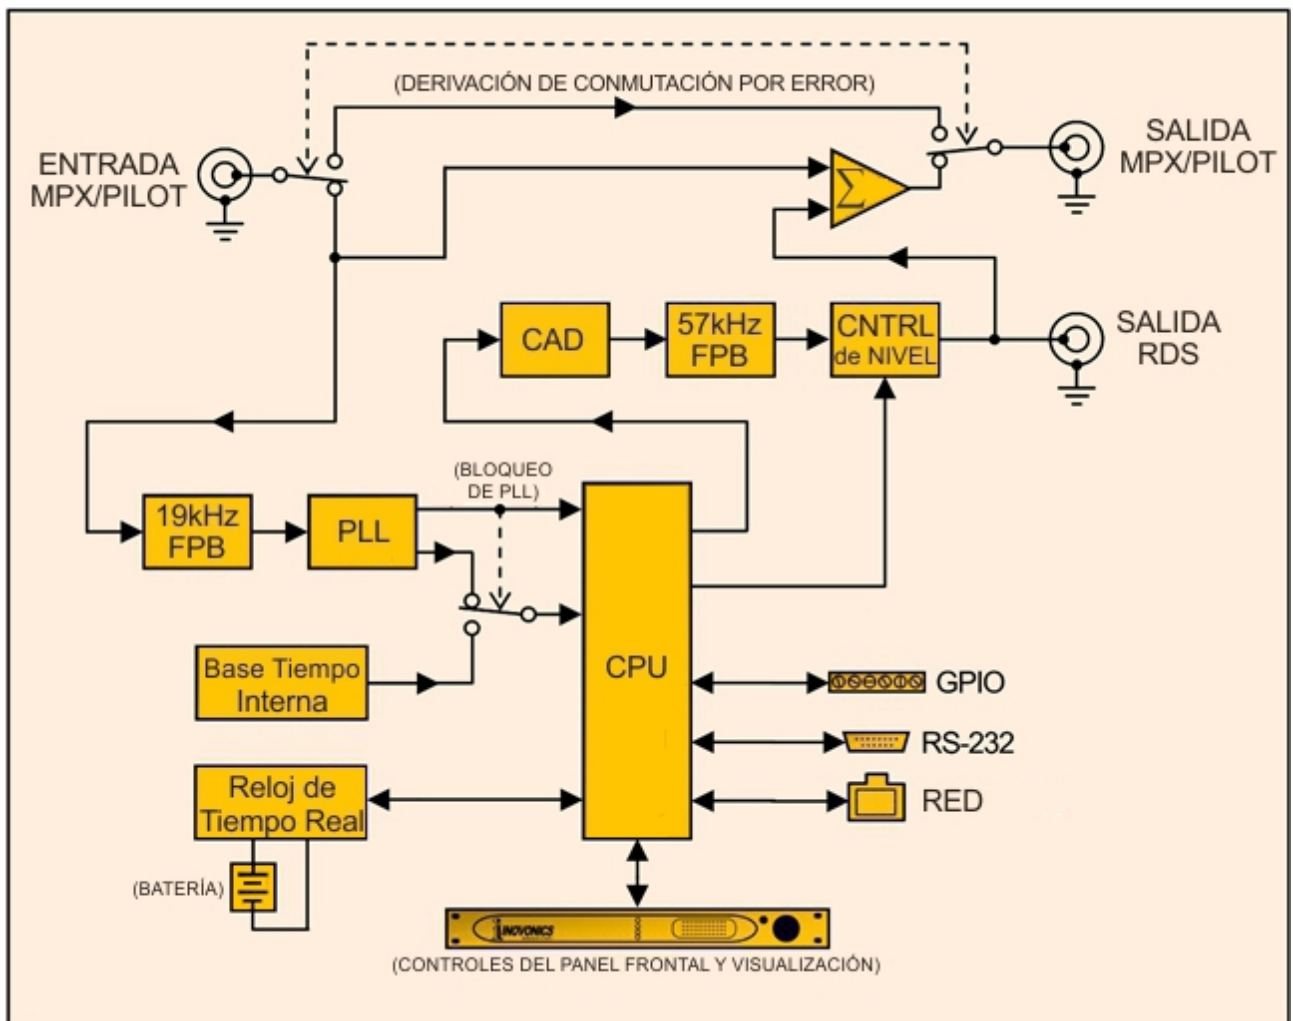 (DERIVACIÓN DE CONMUTACIÓN POR ERROR)
ENTRADA
MPX/PILOT
SALIDA
MPX/PILOT
Σ
CAD
57kHz
FPB
CNTRL
de NIVEL
SALIDA
RDS
(BLOQUEO
DE PLL)
19kHz
FPB
PLL
CPU
Base Tiempo
Interna
GPIO
RS-232
Reloj de
Tiempo Real
RED
(BATERÍA)
INOVONICS
(CONTROLES DEL PANEL FRONTAL Y VISUALIZACIÓN)